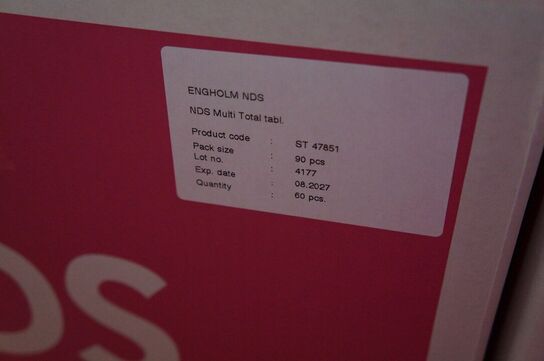 ENGHOLM NDS
NDS Multi Total tabl.
Product code : ST 47851
Pack size : 90 pcs
Lot no. : 4177
Exp. date : 08.2027
Quantity : 60 pcs.
DS